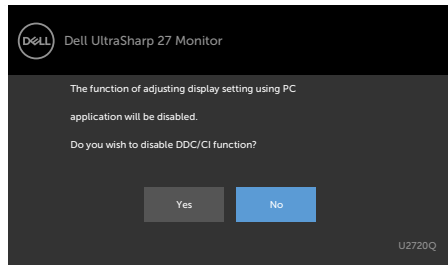 DELL
Dell UltraSharp 27 Monitor
The function of adjusting display setting using PC
application will be disabled.
Do you wish to disable DDC/CI function?
Yes
No
U2720Q